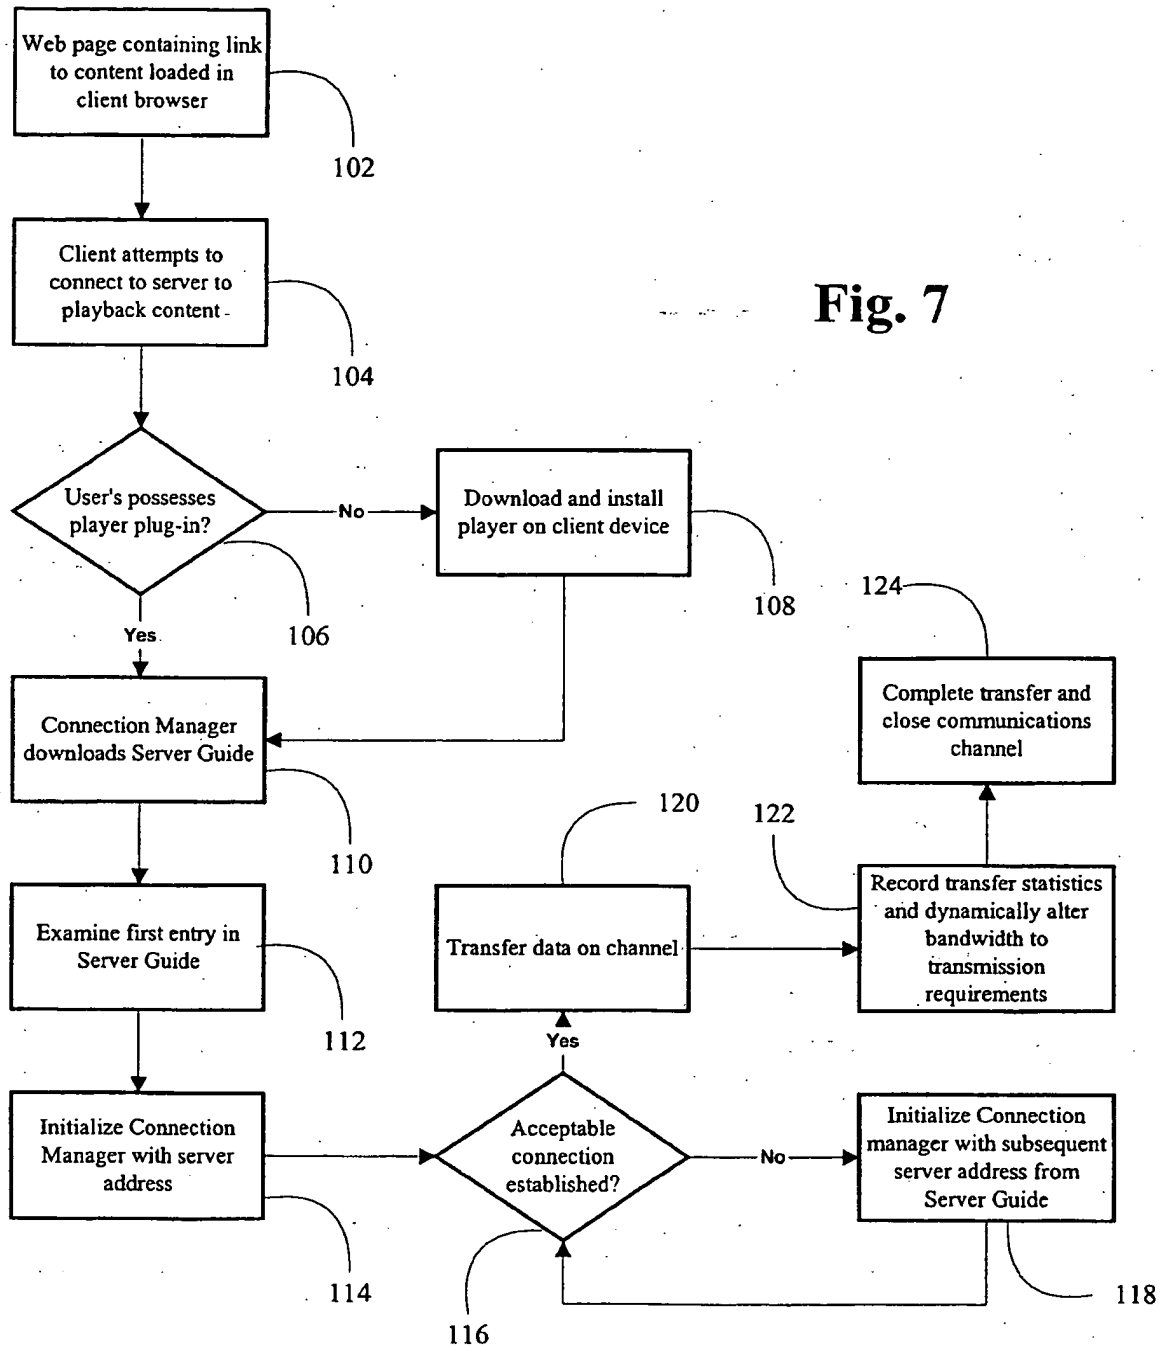 Web page containing link
to content loaded in
client browser
102
Client attempts to
connect to server to
playback content
104
Fig. 7
User's possesses
player plug-in?
106
No
Download and install
player on client device
108
Yes
Connection Manager
downloads Server Guide
110
Examine first entry in
Server Guide
112
Initialize Connection
Manager with server
address
114
Acceptable
connection
established?
116
No
Initialize Connection
manager with subsequent
server address from
Server Guide
118
Yes
Transfer data on channel
120
Record transfer statistics
and dynamically alter
bandwidth to
transmission
requirements
122
Complete transfer and
close communications
channel
124